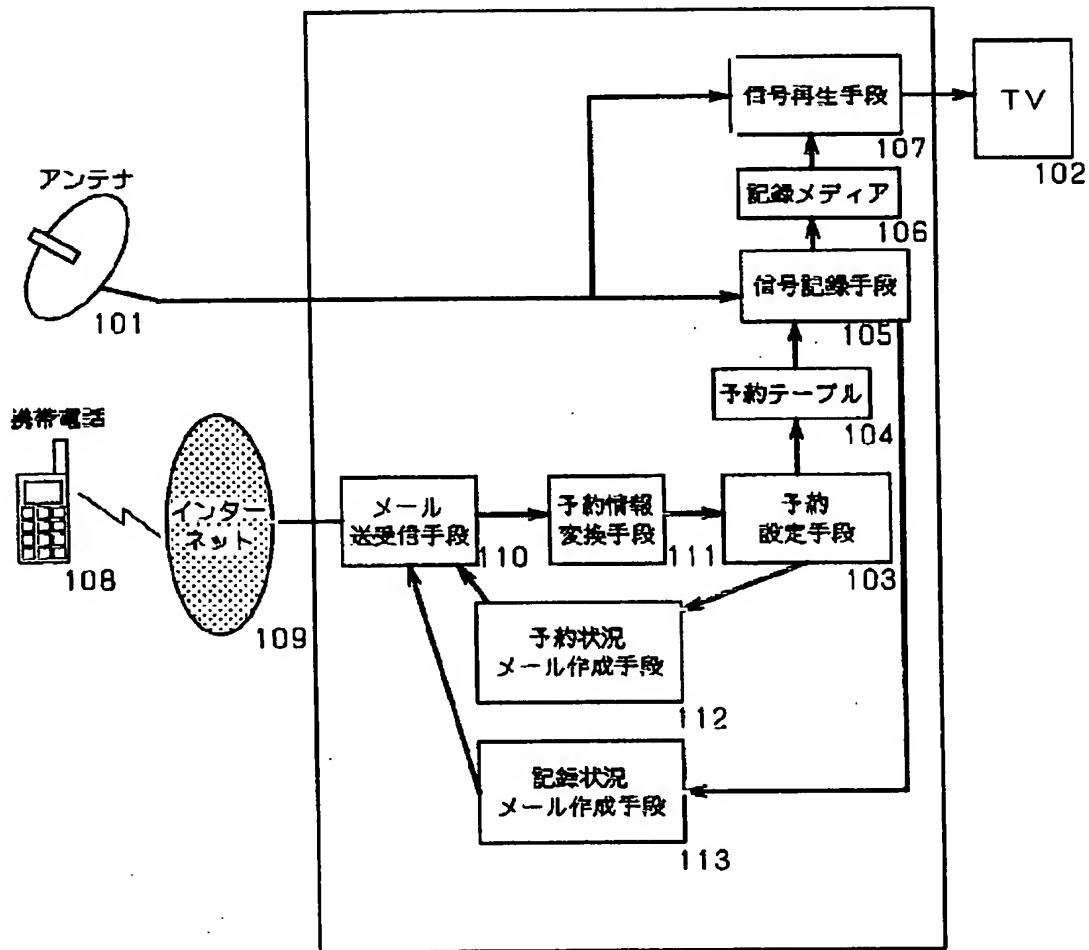 信号再生手段
107
TV
102
アンテナ
101
記録メディア
106
信号記録手段
105
予約テーブル
104
携帯電話
108
インター
ネット
109
メール
送受信手段
110
予約情報
変換手段
111
予約
設定手段
103
予約状況
メール作成手段
112
記録状況
メール作成手段
113